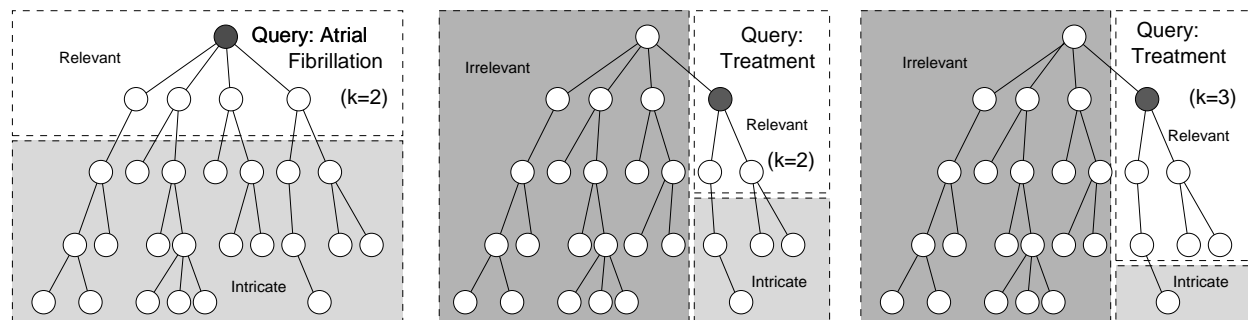 Query: Atrial
Fibrillation
Relevant
(k=2)
Intricate
Query:
Treatment
Irrelevant
Relevant
(k=2)
Intricate
Query:
Treatment
Irrelevant
(k=3)
Relevant
Intricate